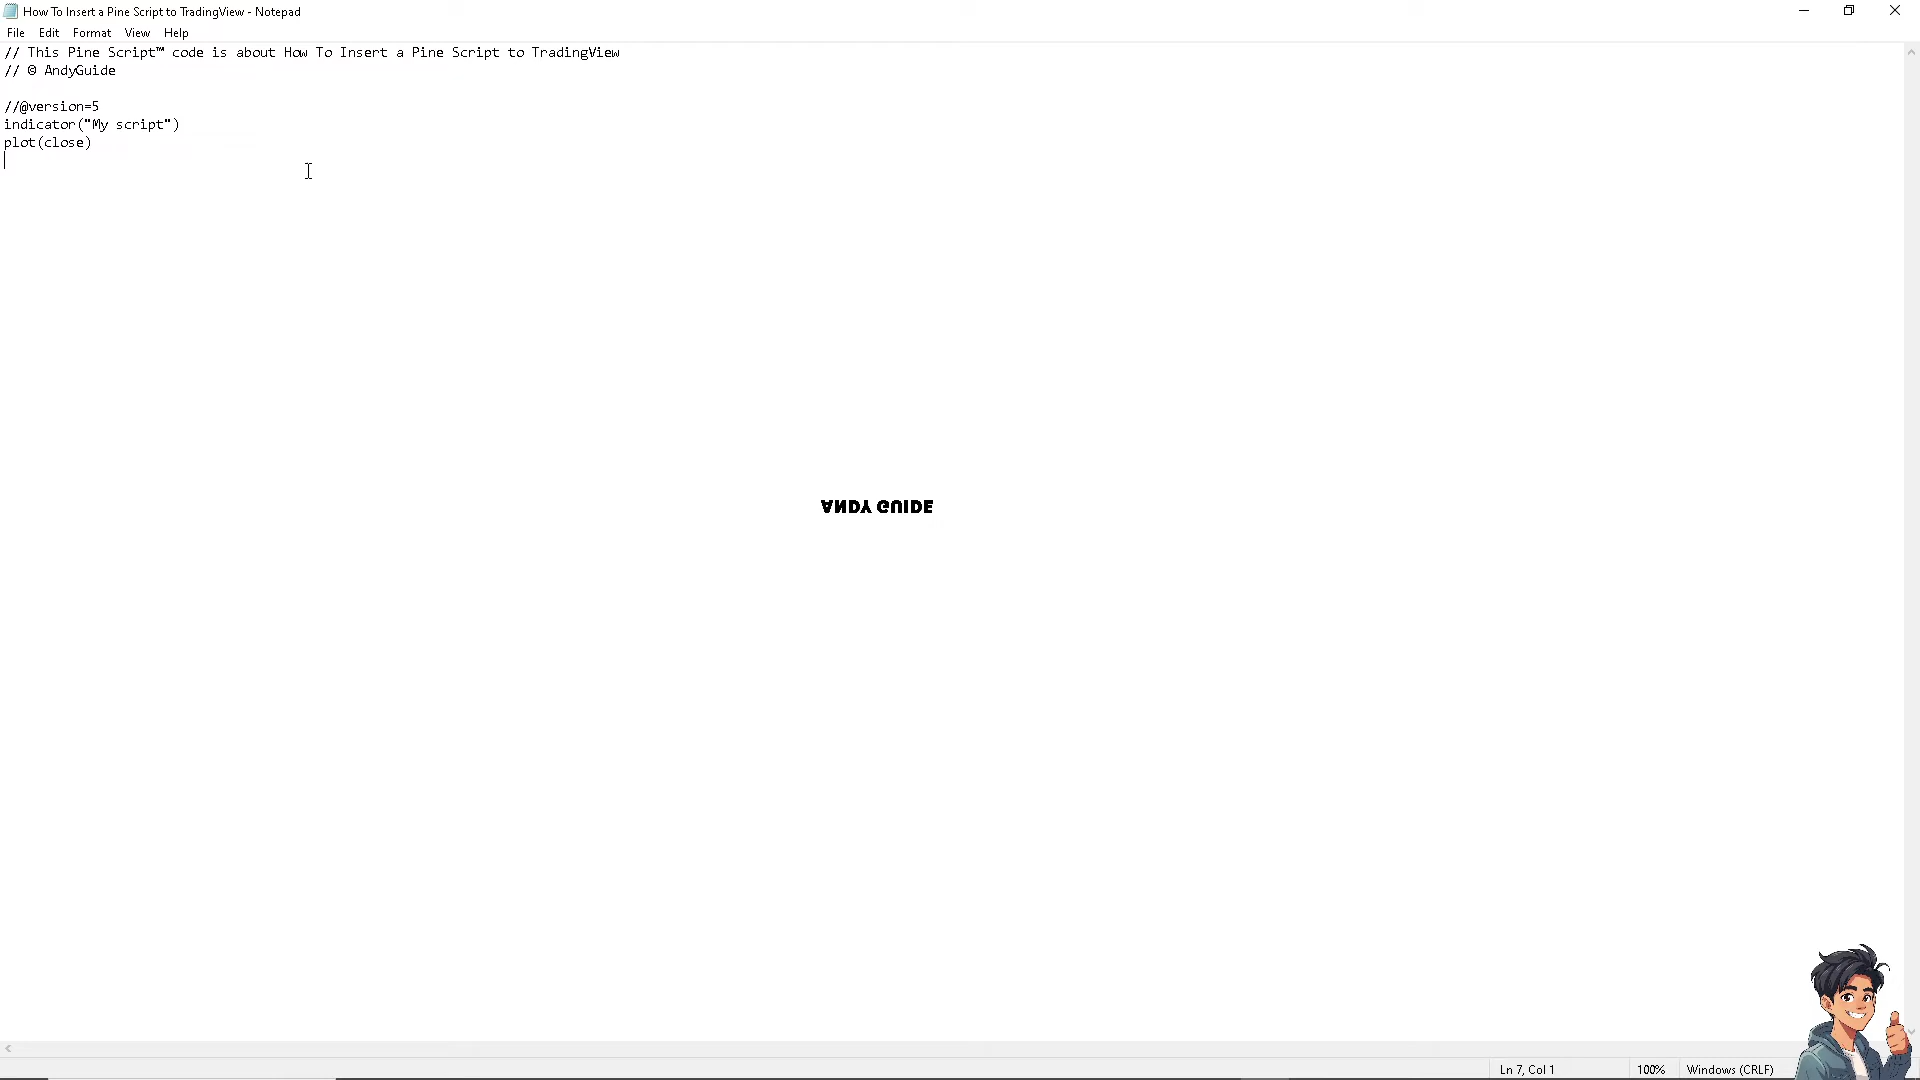 How To Insert a Pine Script to TradingView - Notepad
File Edit Format View Help
// This Pine Script™ code is about How To Insert a Pine Script to TradingView
// © AndyGuide
//@version=5
indicator("My script")
plot(close)
ANDY GUIDE
Ln 7, Col 1 100% Windows (CRLF)